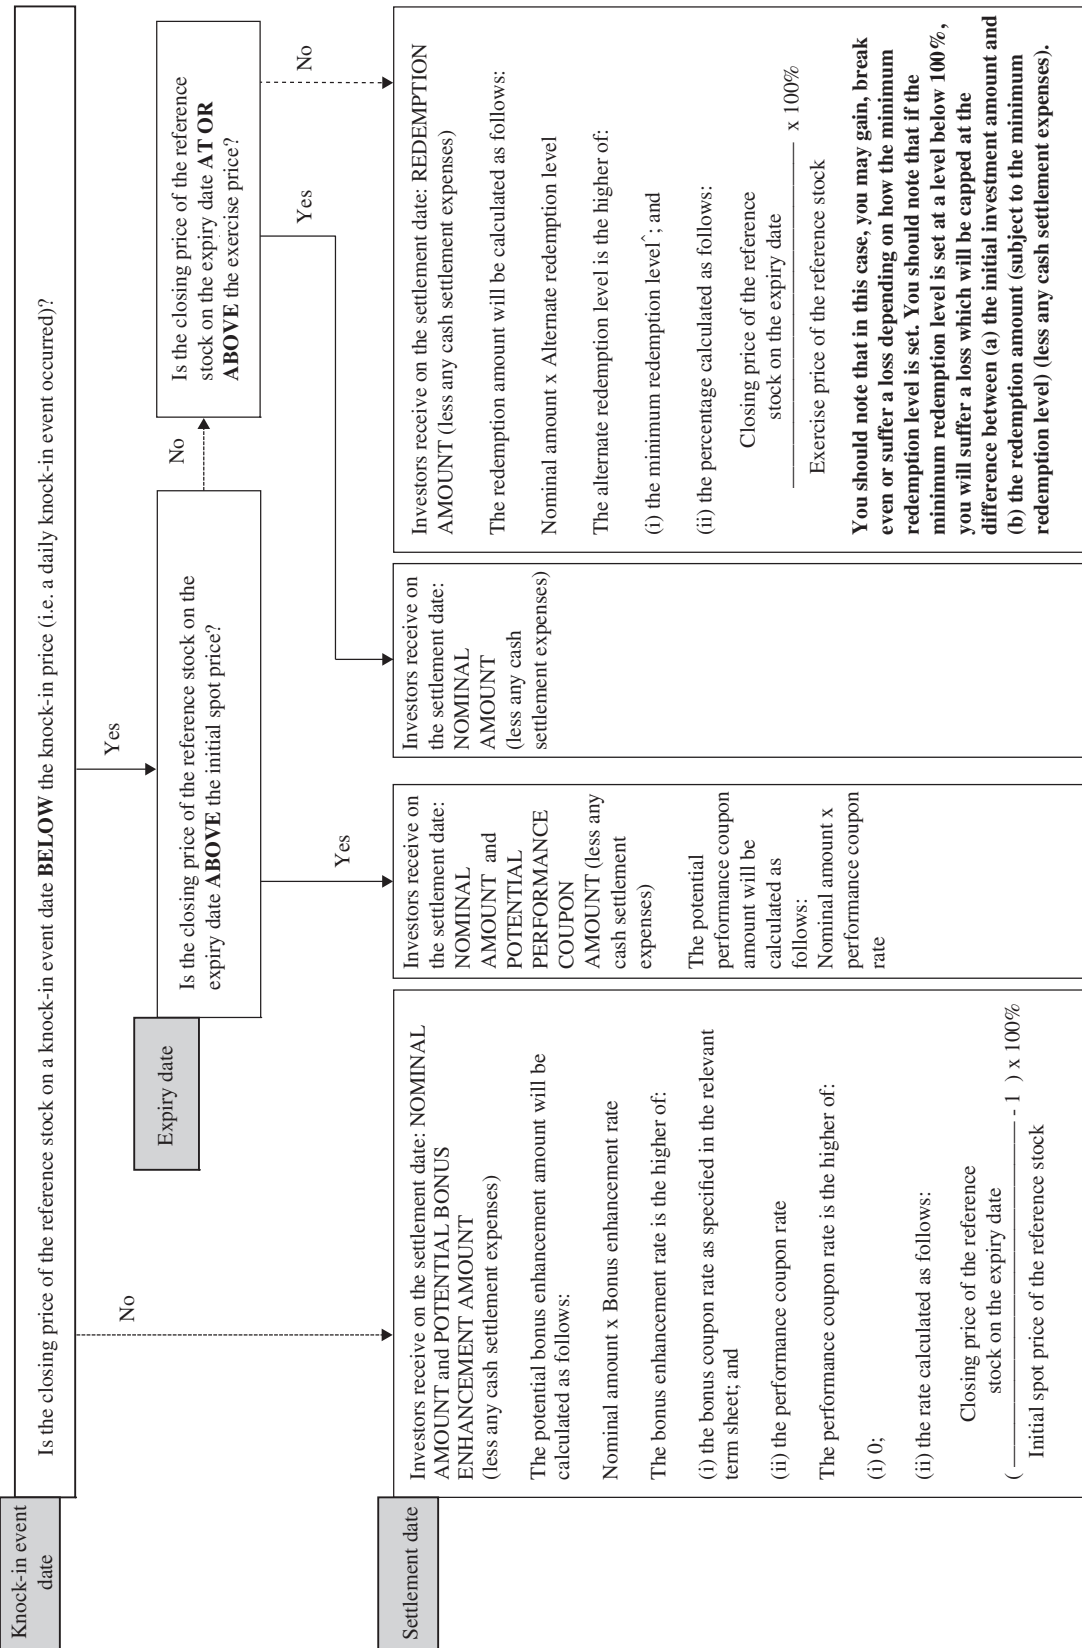 Knock-in event
date
Is the closing price of the reference stock on a knock-in event date BELOW the knock-in price (i.e. a daily knock-in event occurred)?
No
Yes
Expiry date
Is the closing price of the reference stock on the
expiry date ABOVE the initial spot price?
No
Is the closing price of the reference
stock on the expiry date AT OR
ABOVE the exercise price?
Yes
Yes
No
Settlement date
Investors receive on the settlement date: NOMINAL
AMOUNT and POTENTIAL BONUS
ENHANCEMENT AMOUNT
(less any cash settlement expenses)
The potential bonus enhancement amount will be
calculated as follows:
Nominal amount x Bonus enhancement rate
The bonus enhancement rate is the higher of:
(i) the bonus coupon rate as specified in the relevant
term sheet; and
(ii) the performance coupon rate
The performance coupon rate is the higher of:
(i) 0;
(ii) the rate calculated as follows:
Closing price of the reference
stock on the expiry date
( - 1 ) x 100%
Initial spot price of the reference stock
Investors receive on
the settlement date:
NOMINAL
AMOUNT and
POTENTIAL
PERFORMANCE
COUPON
AMOUNT (less any
cash settlement
expenses)
The potential
performance coupon
amount will be
calculated as
follows:
Nominal amount x
performance coupon
rate
Investors receive on
the settlement date:
NOMINAL
AMOUNT
(less any cash
settlement expenses)
Investors receive on the settlement date: REDEMPTION
AMOUNT (less any cash settlement expenses)
The redemption amount will be calculated as follows:
Nominal amount x Alternate redemption level
The alternate redemption level is the higher of:
(i) the minimum redemption level^; and
(ii) the percentage calculated as follows:
Closing price of the reference
stock on the expiry date
x 100%
Exercise price of the reference stock
You should note that in this case, you may gain, break
even or suffer a loss depending on how the minimum
redemption level is set. You should note that if the
minimum redemption level is set at a level below 100%,
you will suffer a loss which will be capped at the
difference between (a) the initial investment amount and
(b) the redemption amount (subject to the minimum
redemption level) (less any cash settlement expenses).